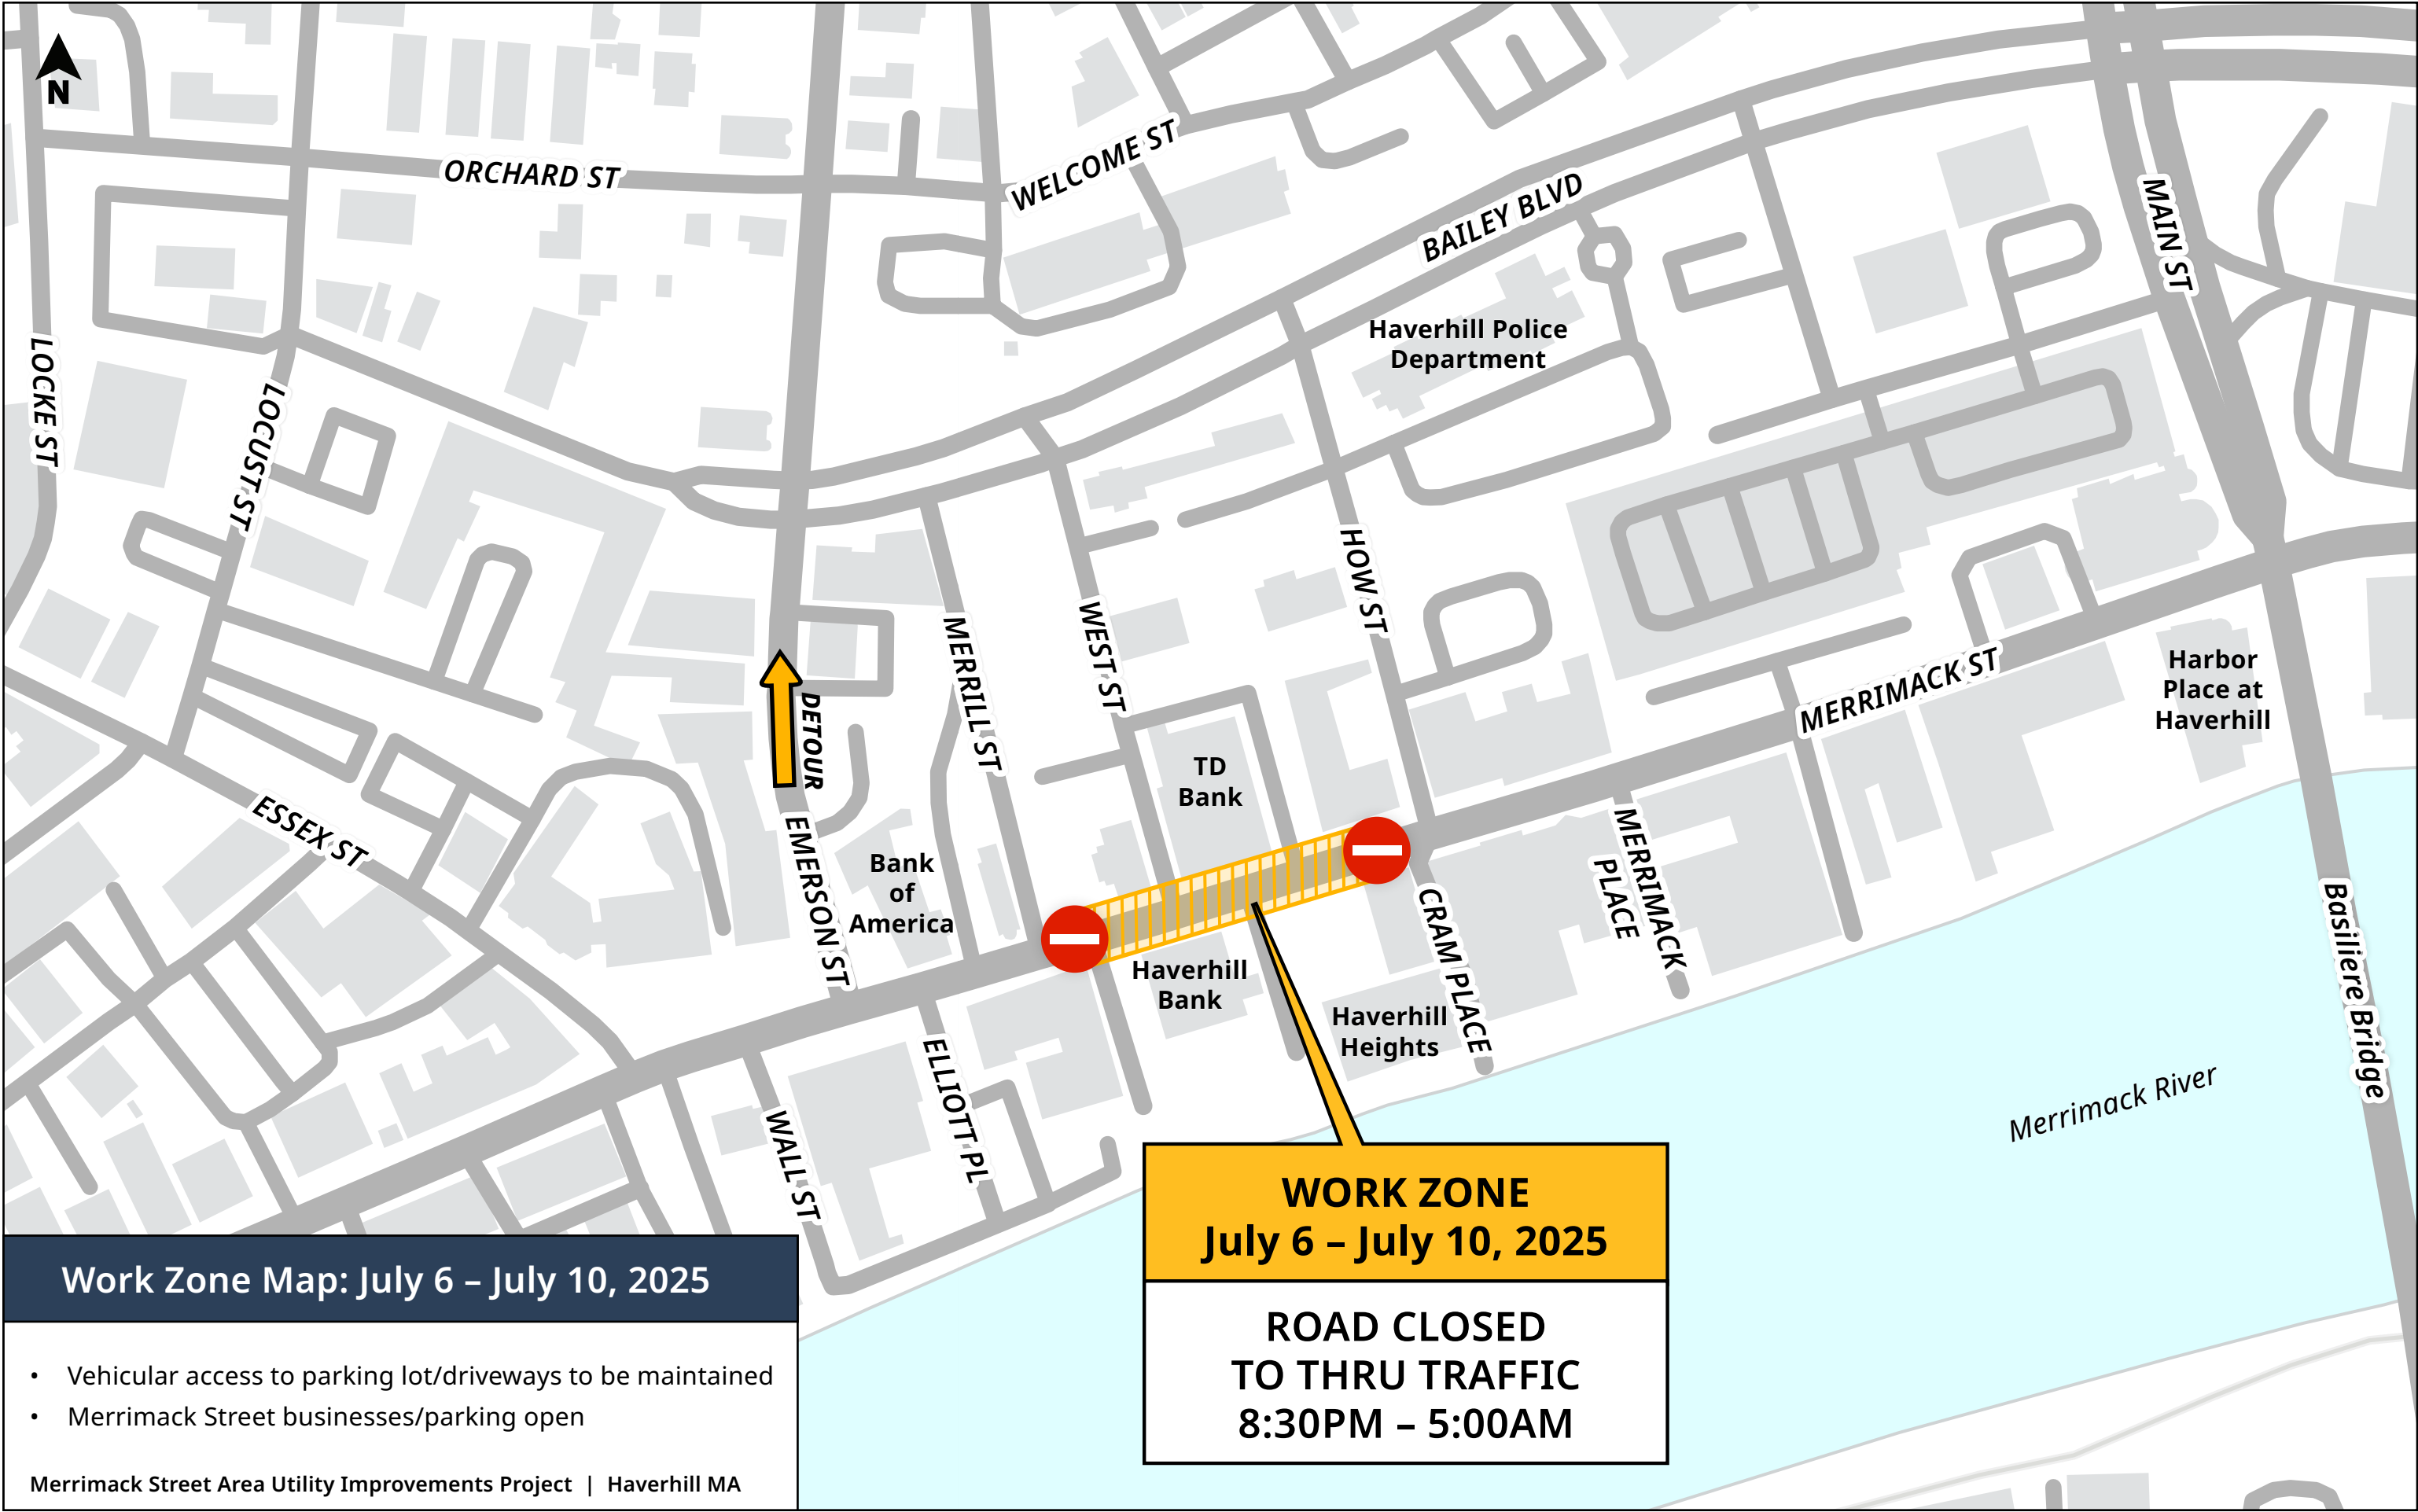 N
ORCHARD ST
WELCOME ST
BAILEY BLVD
MAIN ST
LOCKE ST
LOCUST ST
Haverhill Police
Department
HOW ST
WEST ST
MERRILL ST
DETOUR
EMERSON ST
ESSEX ST
TD
Bank
MERRIMACK ST
Harbor
Place at
Haverhill
Bank
of
America
MERRIMACK
PLACE
CRAM PLACE
Basiliere Bridge
Haverhill
Bank
Haverhill
Heights
ELLIOTT PL
WALL ST
Merrimack River
WORK ZONE
July 6 – July 10, 2025
ROAD CLOSED
TO THRU TRAFFIC
8:30PM – 5:00AM
Work Zone Map: July 6 – July 10, 2025
• Vehicular access to parking lot/driveways to be maintained
• Merrimack Street businesses/parking open
Merrimack Street Area Utility Improvements Project | Haverhill MA